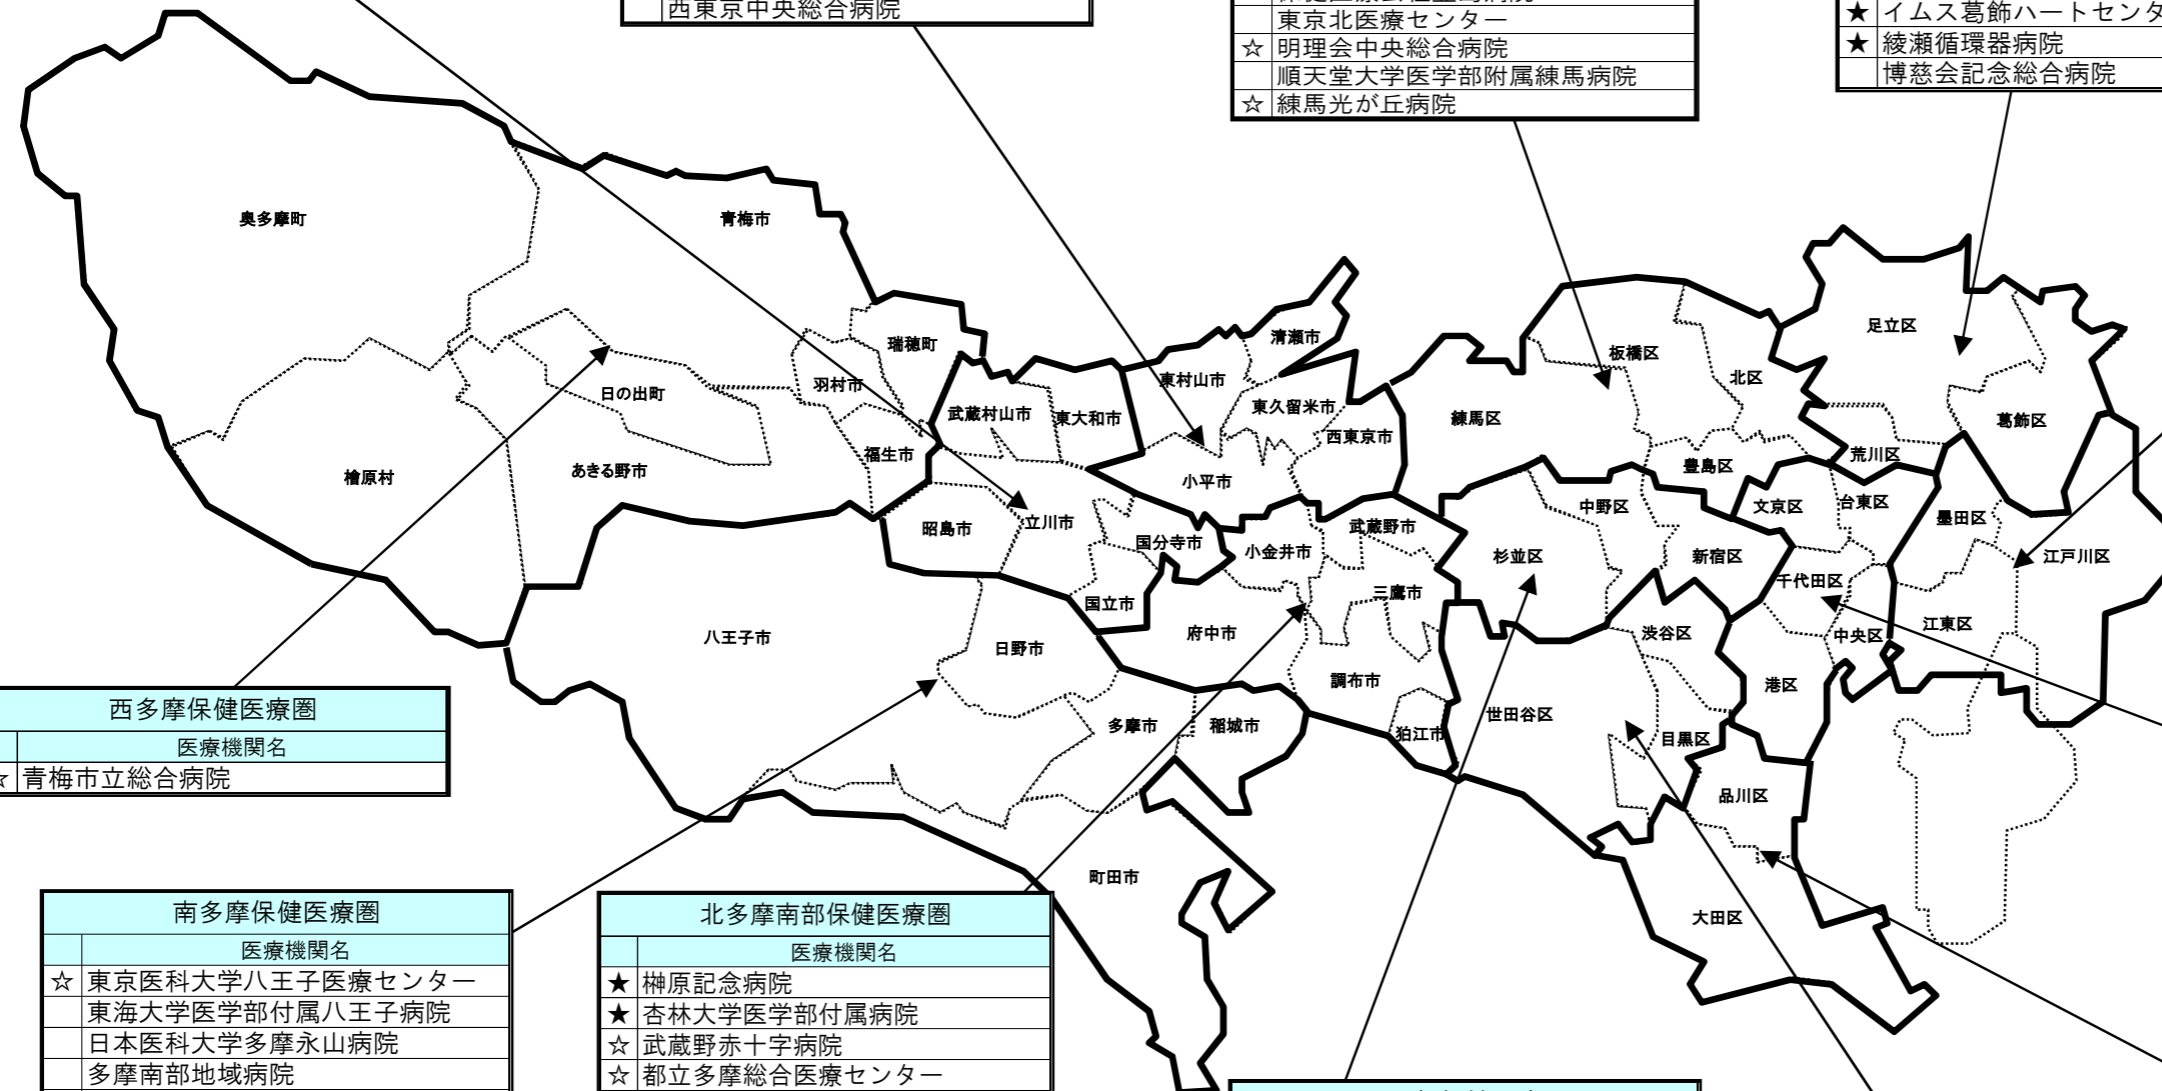 西東京中央総合病院
東京北医療センター
☆ 明理会中央総合病院
順天堂大学医学部附属練馬病院
☆ 練馬光が丘病院
★ イムス葛飾ハートセンタ
★ 綾瀬循環器病院
博慈会記念総合病院
奥多摩町
青梅市
瑞穂町
羽村市
日の出町
福生市
あきる野市
檜原村
武蔵村山市
東大和市
東村山市
清瀬市
東久留米市
西東京市
小平市
昭島市
立川市
国分寺市
国立市
小金井市
武蔵野市
三鷹市
府中市
調布市
狛江市
八王子市
日野市
多摩市
稲城市
町田市
練馬区
板橋区
北区
豊島区
足立区
葛飾区
荒川区
文京区
台東区
墨田区
江戸川区
中野区
杉並区
新宿区
千代田区
中央区
江東区
渋谷区
港区
世田谷区
目黒区
品川区
大田区
西多摩保健医療圏
医療機関名
☆ 青梅市立総合病院
南多摩保健医療圏
医療機関名
☆ 東京医科大学八王子医療センター
東海大学医学部付属八王子病院
日本医科大学多摩永山病院
多摩南部地域病院
北多摩南部保健医療圏
医療機関名
★ 榊原記念病院
★ 杏林大学医学部付属病院
☆ 武蔵野赤十字病院
☆ 都立多摩総合医療センター